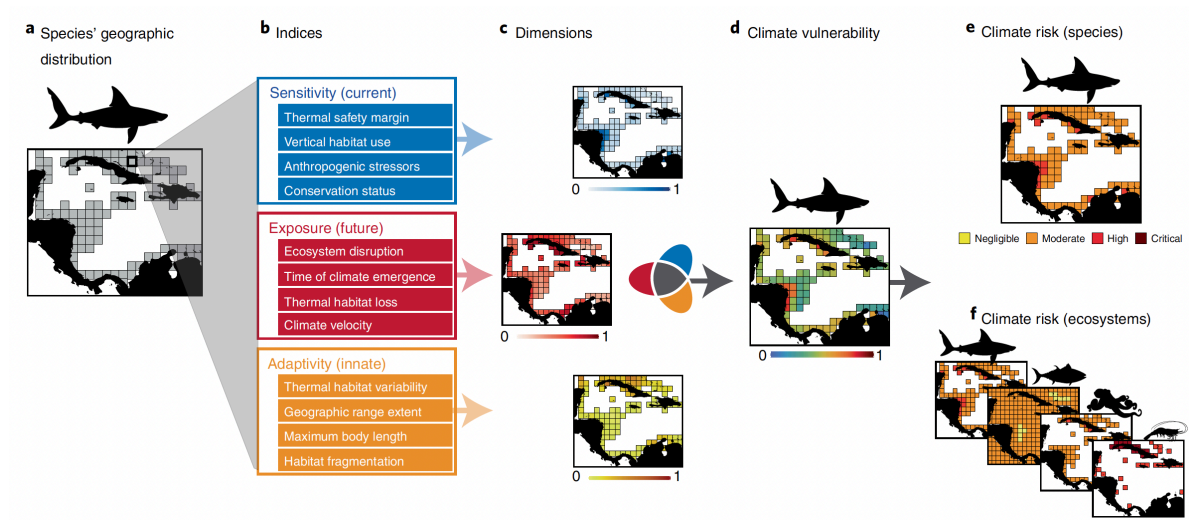 a Species' geographic
distribution
b Indices
Sensitivity (current)
Thermal safety margin
Vertical habitat use
Anthropogenic stressors
Conservation status
Exposure (future)
Ecosystem disruption
Time of climate emergence
Thermal habitat loss
Climate velocity
Adaptivity (innate)
Thermal habitat variability
Geographic range extent
Maximum body length
Habitat fragmentation
c Dimensions
0 1
0 1
0 1
d Climate vulnerability
0 1
e Climate risk (species)
Negligible Moderate High Critical
f Climate risk (ecosystems)